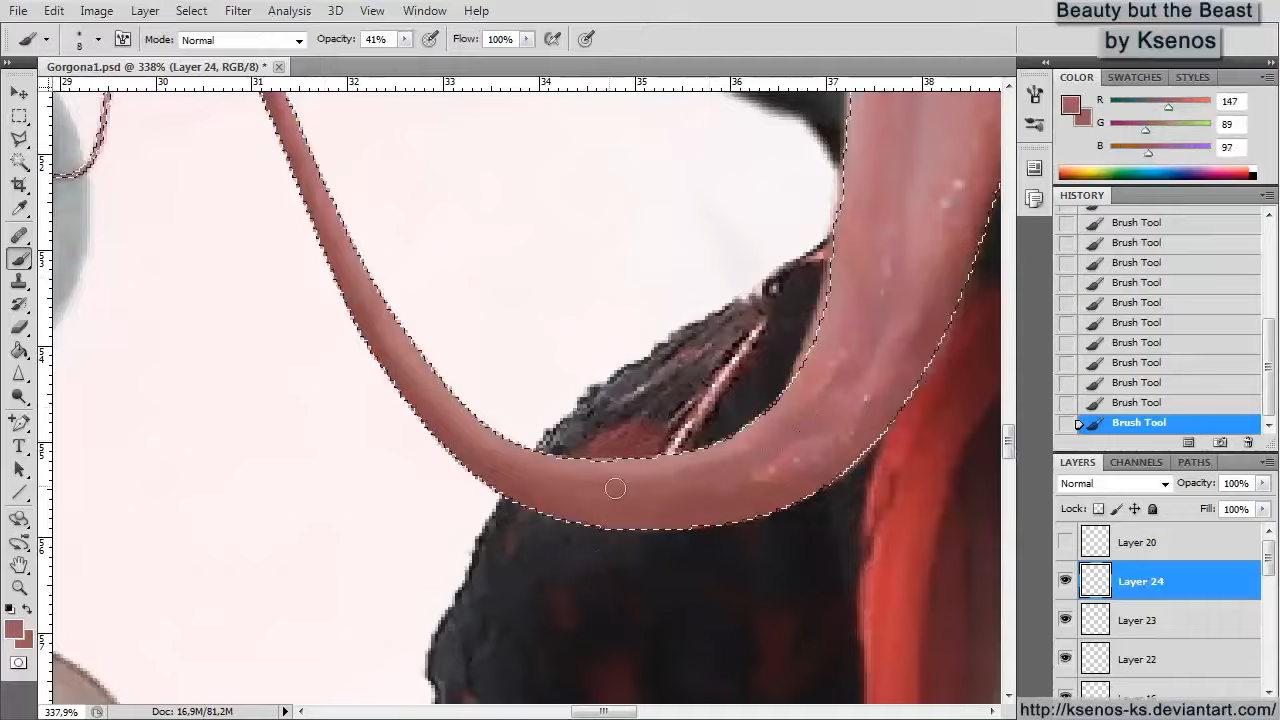 File Edit Image Layer Select Filter Analysis 3D View Window Help
Beauty but the Beast
by Ksenos
8 Mode: Normal Opacity: 41% Flow: 100%
Gorgona1.psd @ 338% (Layer 24, RGB/8) *
29 30 31 32 33 34 35 36 37 38
COLOR SWATCHES STYLES
R 147
G 89
B 97
HISTORY
Brush Tool
Brush Tool
Brush Tool
Brush Tool
Brush Tool
Brush Tool
Brush Tool
Brush Tool
Brush Tool
Brush Tool
Brush Tool
LAYERS CHANNELS PATHS
Normal Opacity: 100%
Lock: Fill: 100%
Layer 20
Layer 24
Layer 23
Layer 22
337,9% Doc: 16,9M/81,2M
http://ksenos-ks.deviantart.com/